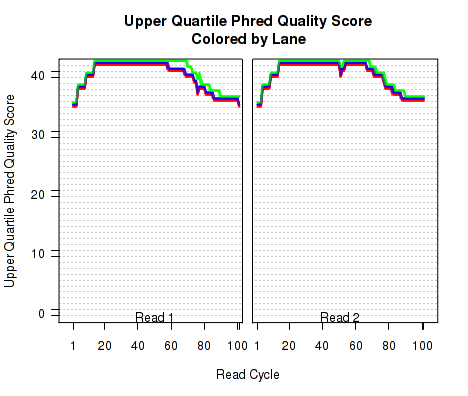 Upper Quartile Phred Quality Score
Colored by Lane
Upper Quartile Phred Quality Score
40
30
20
10
0
Read 1
Read 2
1 20 40 60 80 100
1 20 40 60 80 100
Read Cycle